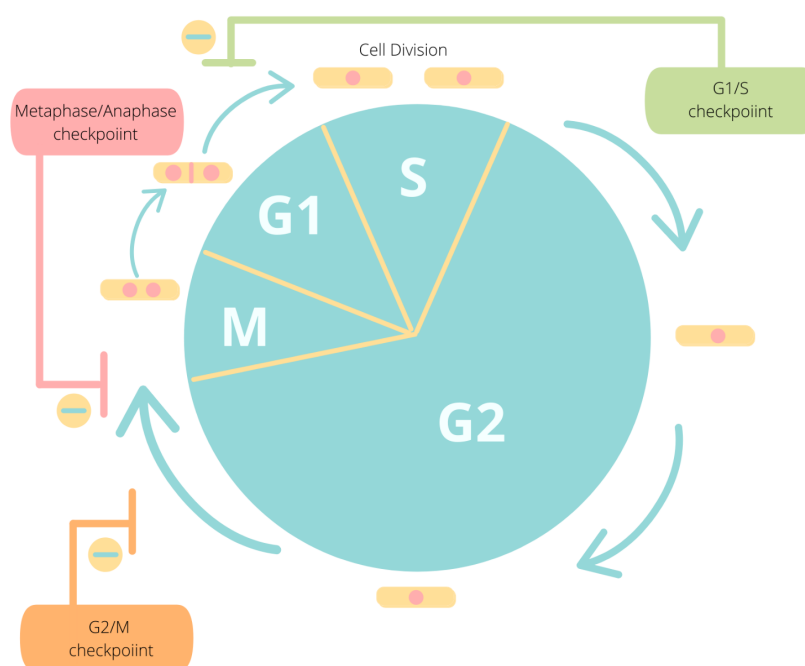 Cell Division
G1/S
checkpoiint
Metaphase/Anaphase
checkpoiint
S
G1
M
G2
G2/M
checkpoiint